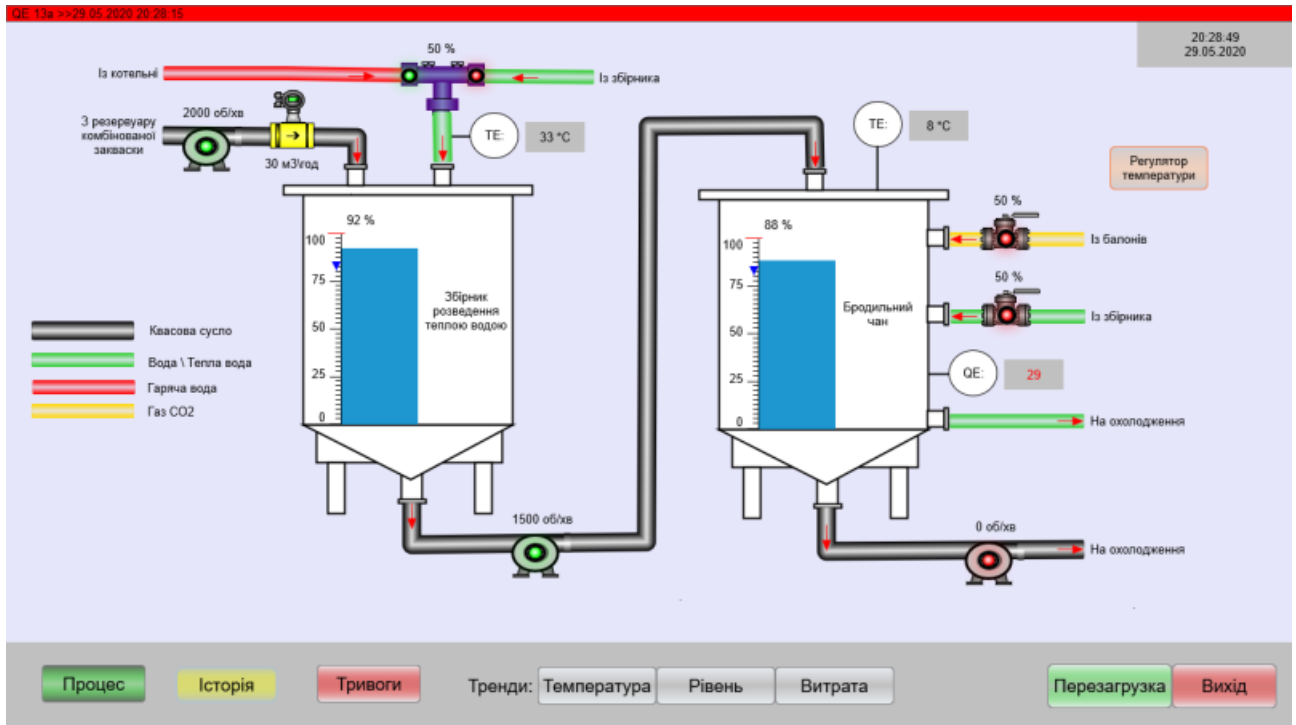 QE 13а >>29.05.2020 20:28:15
20:28:49
29.05.2020
50 %
Із котельні
Із збірника
З резервуару
комбінованої
закваски
2000 об/хв
30 м3\год
TE:
33 °C
TE:
8 °C
Регулятор
температури
92 %
100
75
50
25
0
Збірник
розведення
теплою водою
88 %
100
75
50
25
0
Бродильний
чан
50 %
Із балонів
50 %
Із збірника
QE:
29
На охолодження
Квасова сусло
Вода \ Тепла вода
Гаряча вода
Газ CO2
1500 об/хв
0 об/хв
На охолодження
Процес
Історія
Тривоги
Тренди:
Температура
Рівень
Витрата
Перезагрузка
Вихід